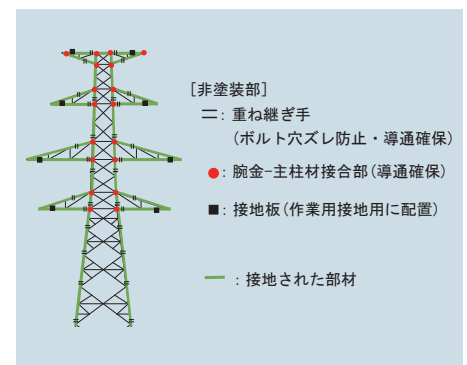 [非塗装部]
＝: 重ね継ぎ手
(ボルト穴ズレ防止・導通確保)
●: 腕金−主柱材接合部(導通確保)
■: 接地板(作業用接地用に配置)
: 接地された部材